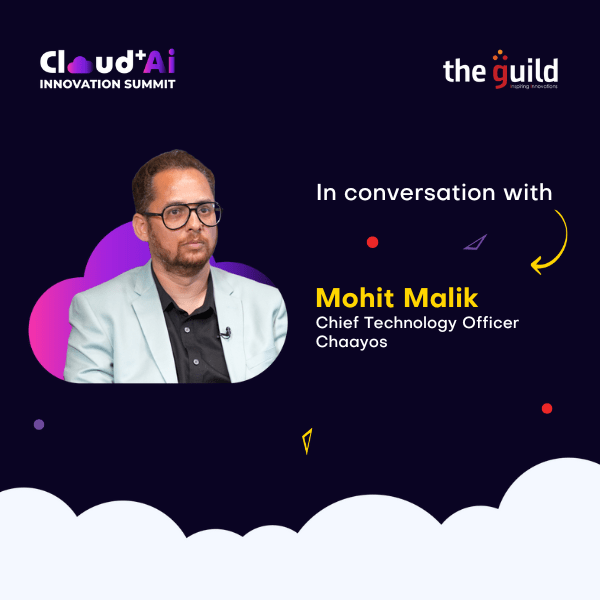 Cloud+Ai
INNOVATION SUMMIT
the guild
inspiring innovations
In conversation with
Mohit Malik
Chief Technology Officer
Chaayos